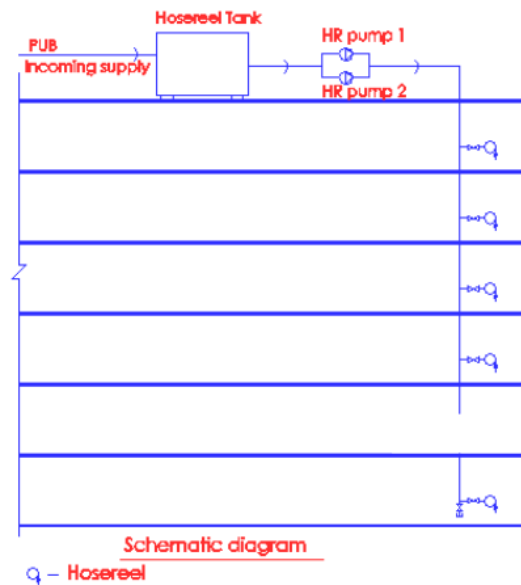 Hosereel Tank
HR pump 1
PUB
Incoming supply
HR pump 2
Schematic diagram
- Hosereel